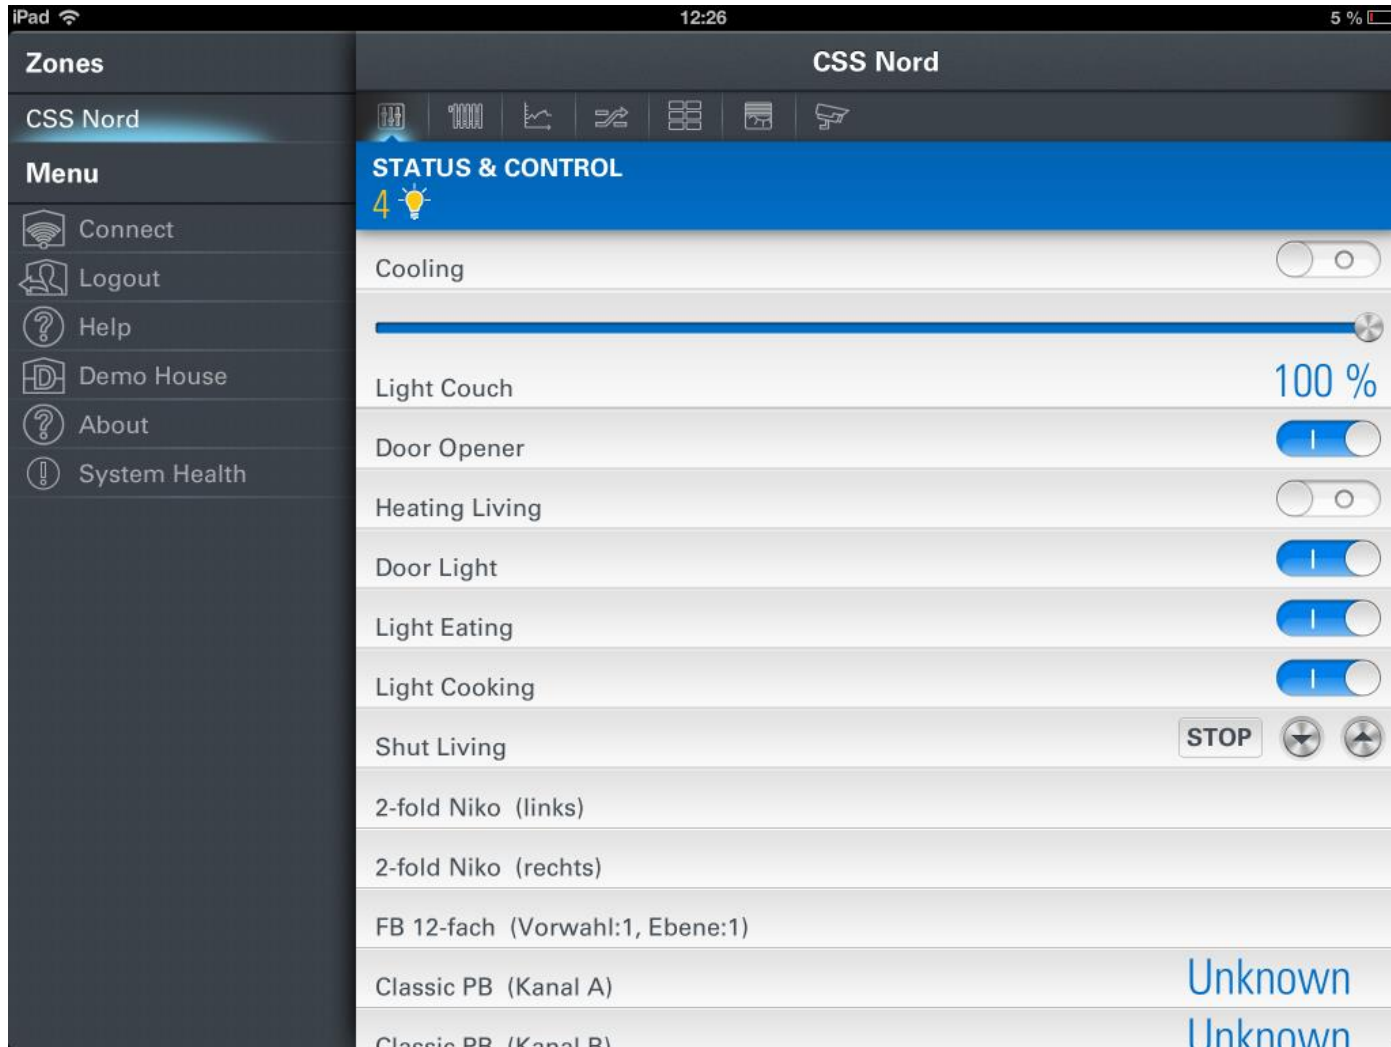 iPad 12:26 5 %
Zones
CSS Nord
CSS Nord
Menu
Connect
Logout
Help
Demo House
About
System Health
STATUS & CONTROL
4
Cooling
Light Couch 100 %
Door Opener
Heating Living
Door Light
Light Eating
Light Cooking
Shut Living STOP
2-fold Niko (links)
2-fold Niko (rechts)
FB 12-fach (Vorwahl:1, Ebene:1)
Classic PB (Kanal A) Unknown
Classic PB (Kanal B) Unknown